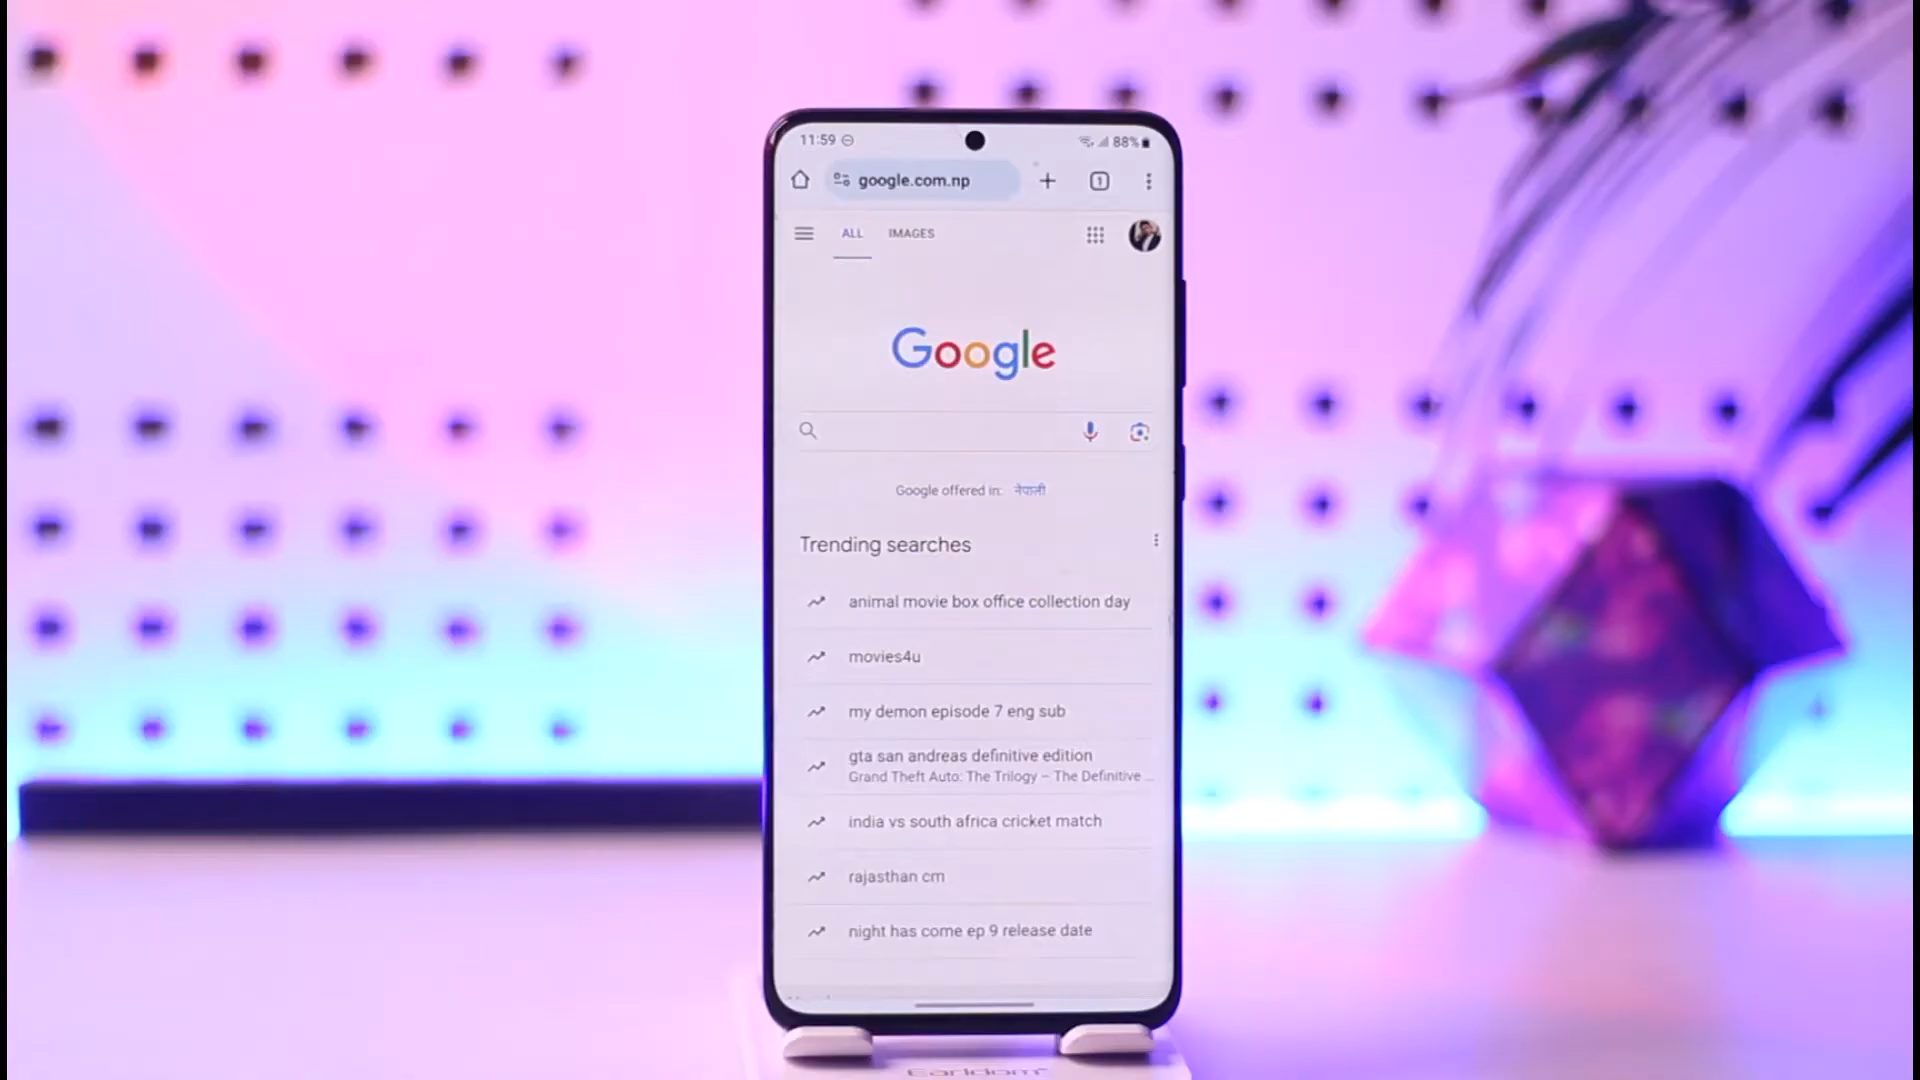 11:59 88%
google.com.np 1
ALL IMAGES
Google
Google offered in: नेपाली
Trending searches
animal movie box office collection day
movies4u
my demon episode 7 eng sub
gta san andreas definitive edition
Grand Theft Auto: The Trilogy – The Definitive ...
india vs south africa cricket match
rajasthan cm
night has come ep 9 release date
Earldom